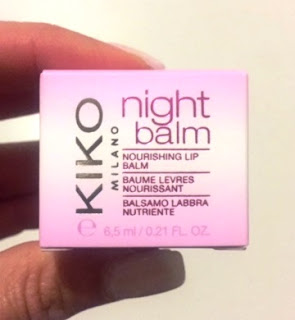 KIKO
MILANO
night
balm
NOURISHING LIP
BALM
BAUME LEVRES
NOURISSANT
BALSAMO LABBRA
NUTRIENTE
e 6,5 ml / 0.21 FL. OZ.